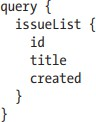 query {
  issueList {
    id
    title
    created
  }
}